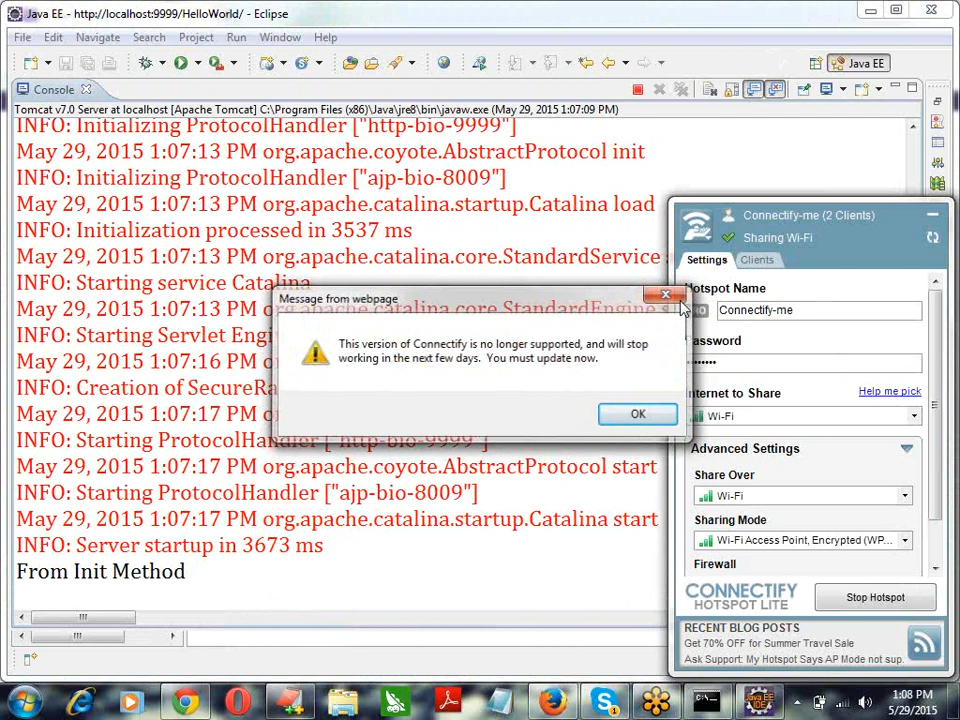 Java EE - http://localhost:9999/HelloWorld/ - Eclipse
File Edit Navigate Search Project Run Window Help
Java EE
Console
Tomcat v7.0 Server at localhost [Apache Tomcat] C:\Program Files (x86)\Java\jre8\bin\javaw.exe (May 29, 2015 1:07:09 PM)
INFO: Initializing ProtocolHandler ["http-bio-9999"]
May 29, 2015 1:07:13 PM org.apache.coyote.AbstractProtocol init
INFO: Initializing ProtocolHandler ["ajp-bio-8009"]
May 29, 2015 1:07:13 PM org.apache.catalina.startup.Catalina load
INFO: Initialization processed in 3537 ms
May 29, 2015 1:07:13 PM org.apache.catalina.core.StandardService
INFO: Starting service Catalina
May 29, 2015 1:07:13 PM org.apache.catalina.core.StandardEngine
INFO: Starting Servlet
May 29, 2015 1:07:16 PM
INFO: Creation of
May 29, 2015 1:07:17 PM
INFO: Starting ProtocolHandler ["http-bio-9999"]
May 29, 2015 1:07:17 PM org.apache.coyote.AbstractProtocol start
INFO: Starting ProtocolHandler ["ajp-bio-8009"]
May 29, 2015 1:07:17 PM org.apache.catalina.startup.Catalina start
INFO: Server startup in 3673 ms
From Init Method
Message from webpage
This version of Connectify is no longer supported, and will stop
working in the next few days. You must update now.
OK
Connectify-me (2 Clients)
Sharing Wi-Fi
Settings Clients
Hotspot Name
Connectify-me
Password
Internet to Share Help me pick
Wi-Fi
Advanced Settings
Share Over
Wi-Fi
Sharing Mode
Wi-Fi Access Point, Encrypted (WP...
Firewall
CONNECTIFY
HOTSPOT LITE
Stop Hotspot
RECENT BLOG POSTS
Get 70% OFF for Summer Travel Sale
Ask Support: My Hotspot Says AP Mode not sup.
1:08 PM
5/29/2015